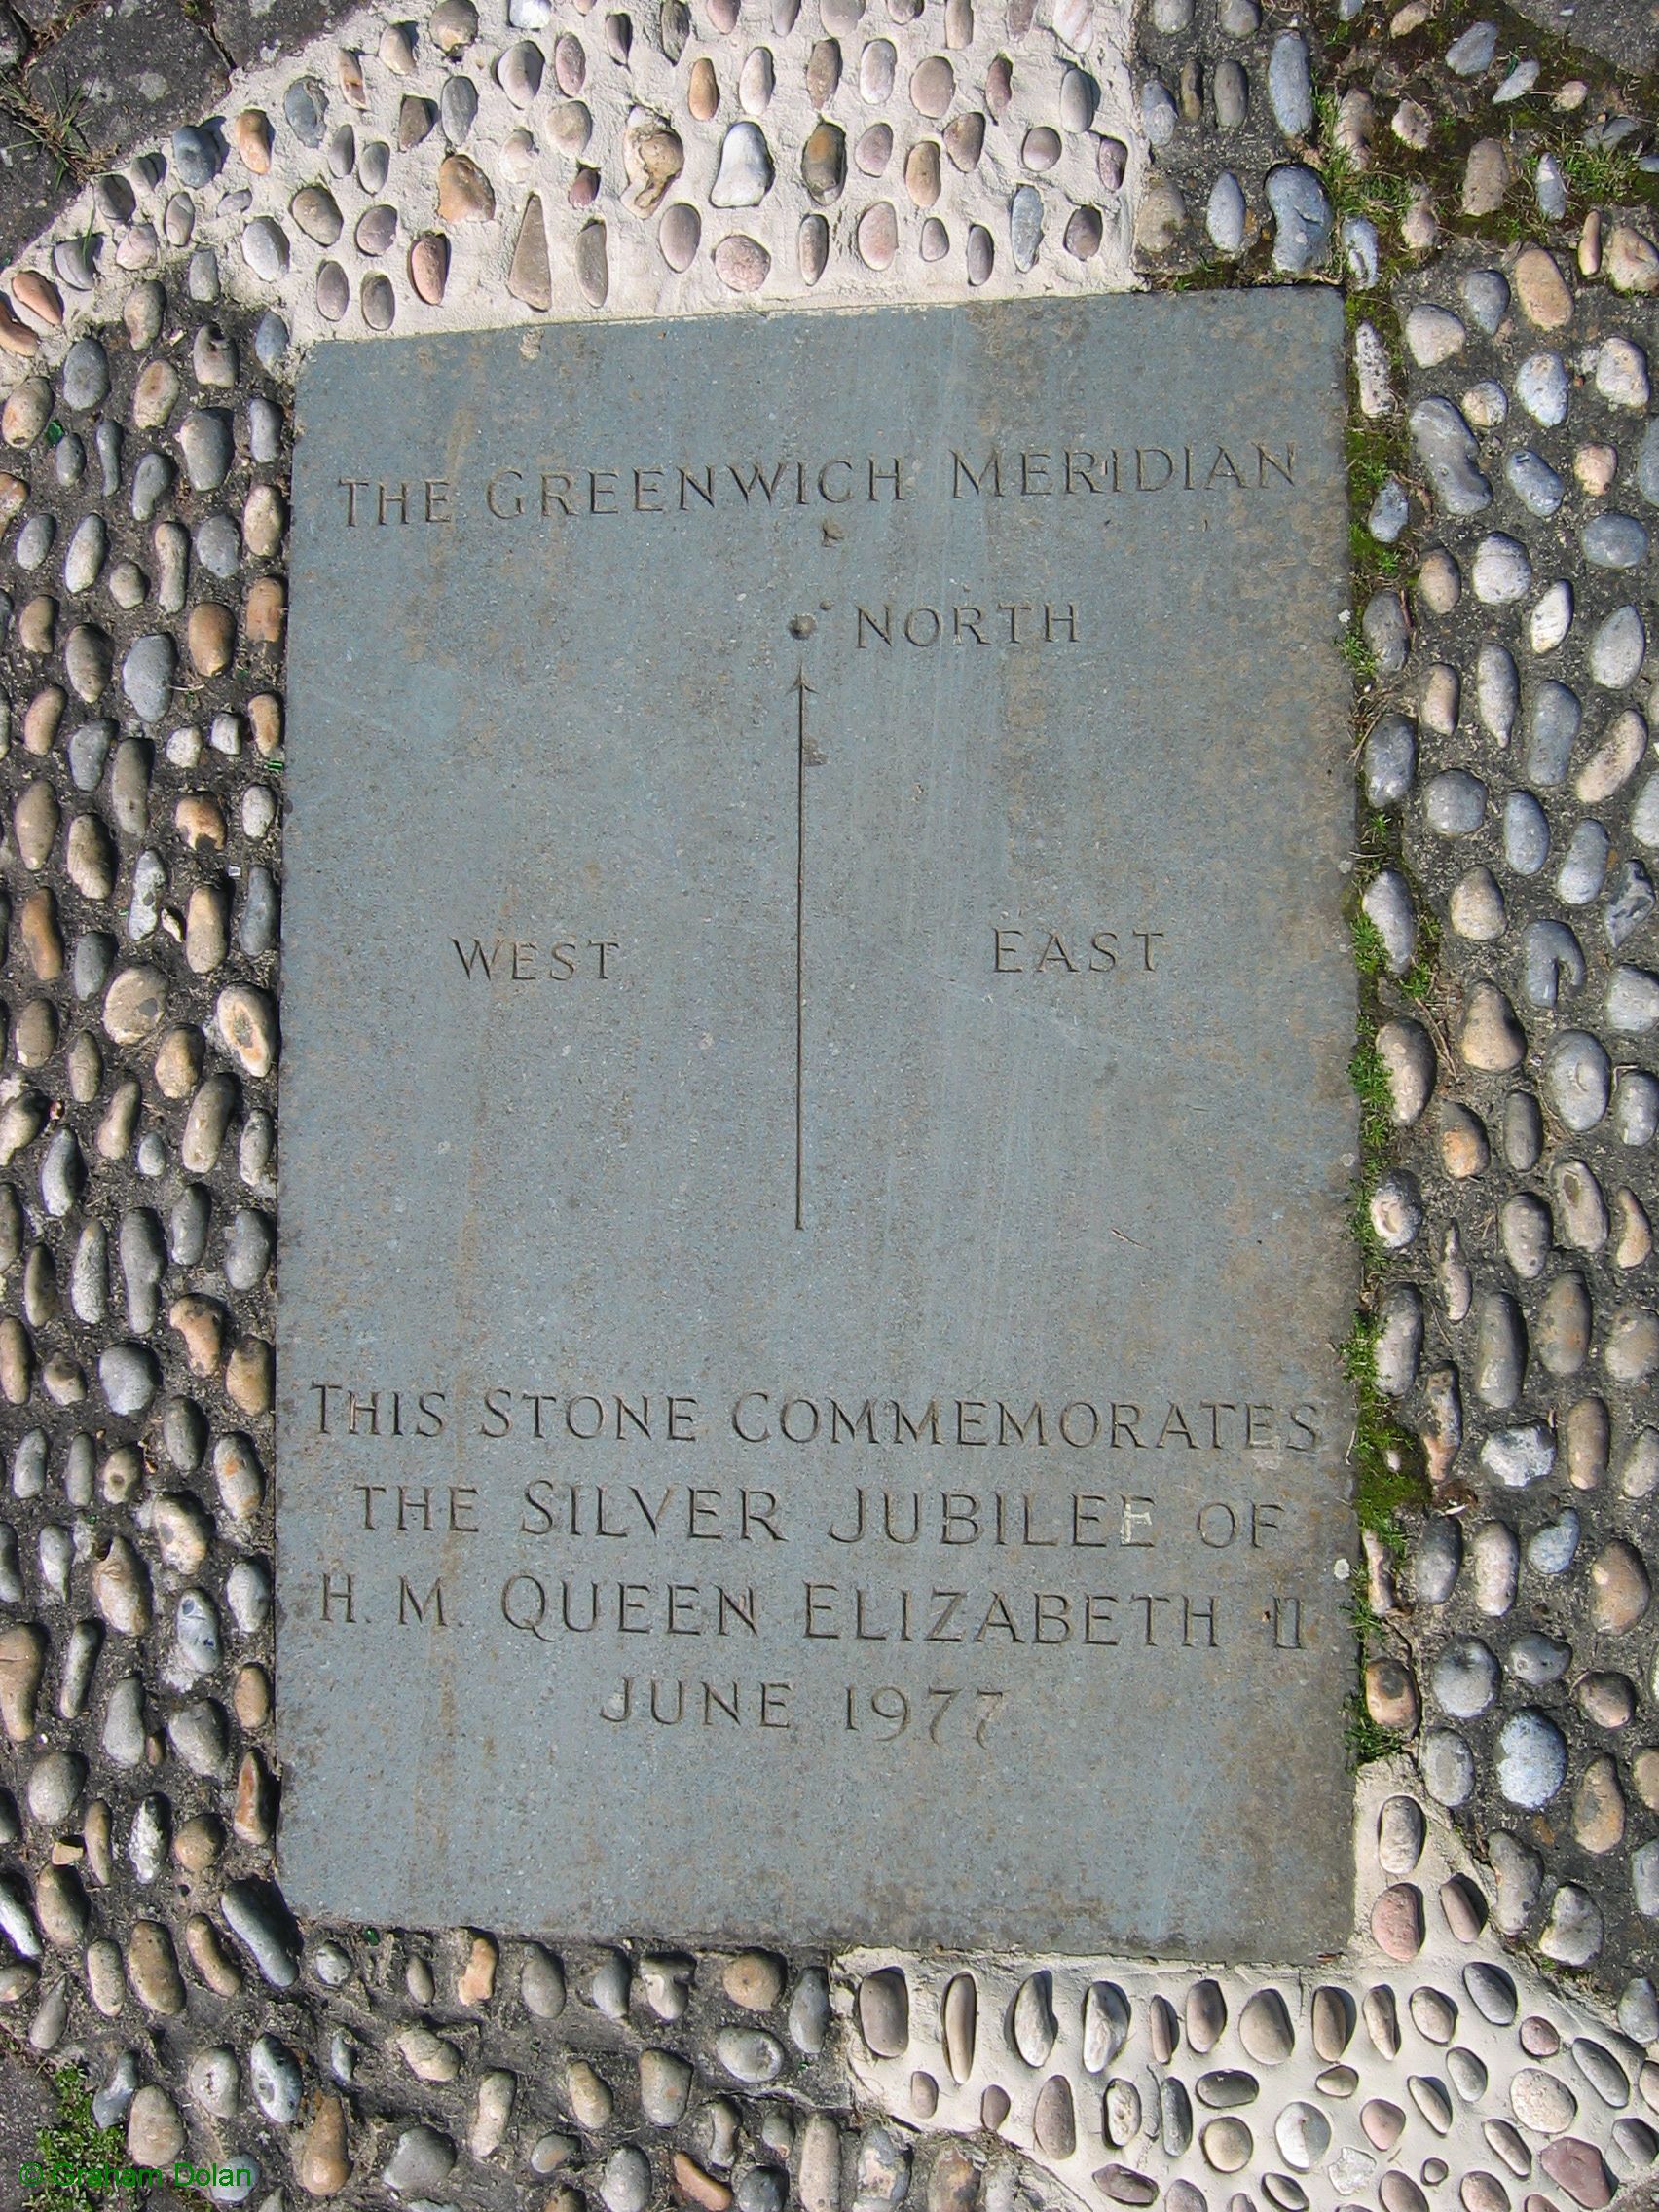 THE GREENWICH MERIDIAN
NORTH
WEST EAST
THIS STONE COMMEMORATES
THE SILVER JUBILEE OF
H. M. QUEEN ELIZABETH II
JUNE 1977
© Graham Dolan